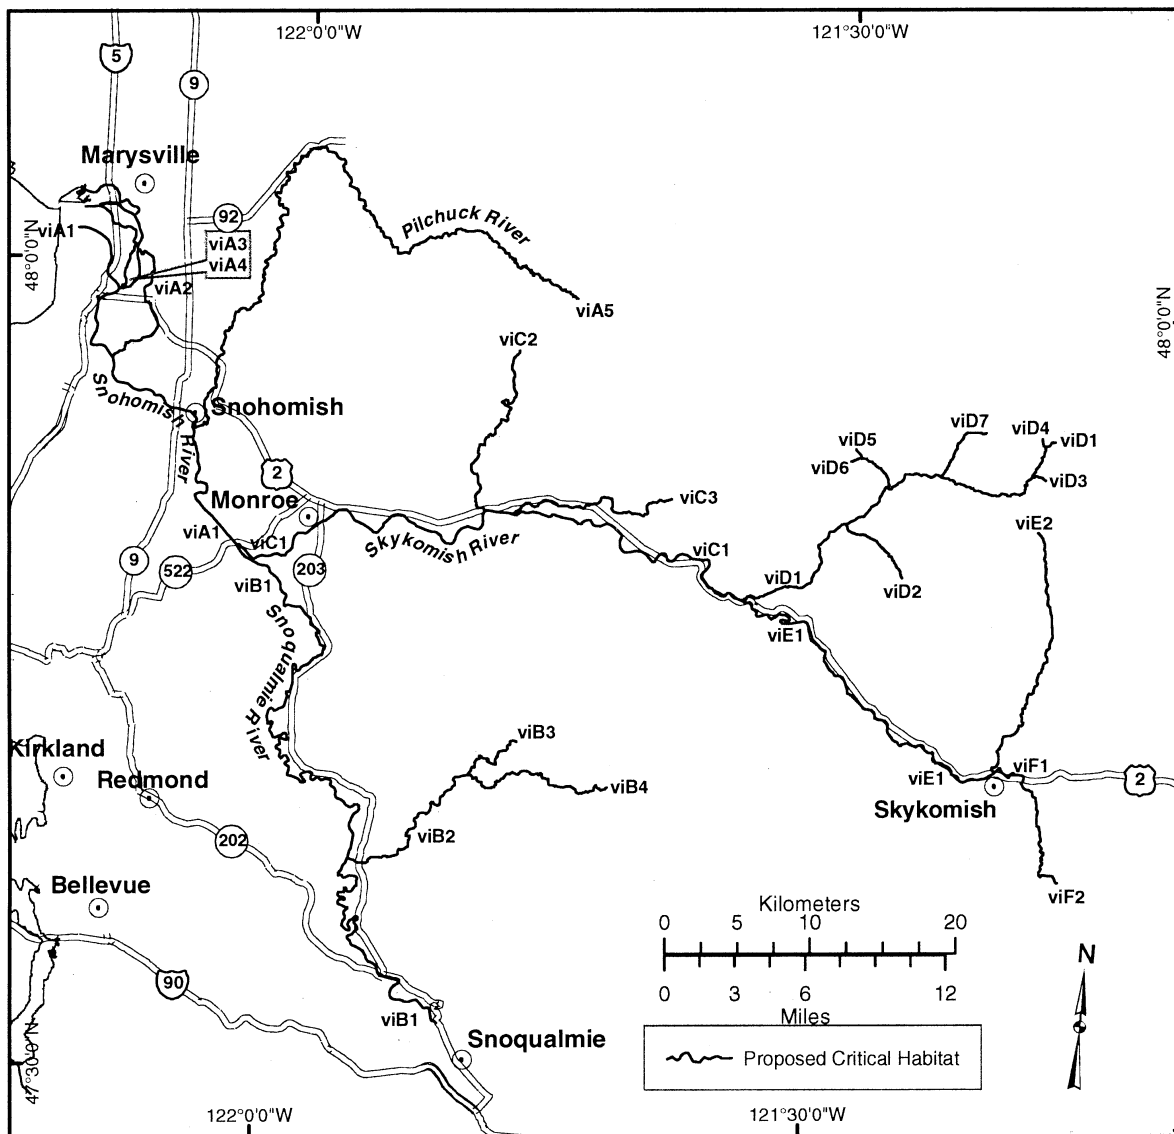 122°0'0"W
121°30'0"W
5
9
Marysville
48°0'0"N
viA1
92
viA3
viA4
viA2
Pilchuck River
viA5
48°0'0"N
viC2
Snohomish River
Snohomish
viD7
viD4
viD1
viD5
viD6
viD3
2
Monroe
viC3
viE2
viA1
viC1
Skykomish River
viC1
9
522
203
viB1
viD1
viD2
viE1
Snoqualmie River
viB3
Kirkland
Redmond
viB4
viE1
viF1
2
Skykomish
202
viB2
Bellevue
viF2
Kilometers
0 5 10 20
90
0 3 6 12
Miles
N
viB1
Snoqualmie
Proposed Critical Habitat
47°30'0"N
122°0'0"W
121°30'0"W